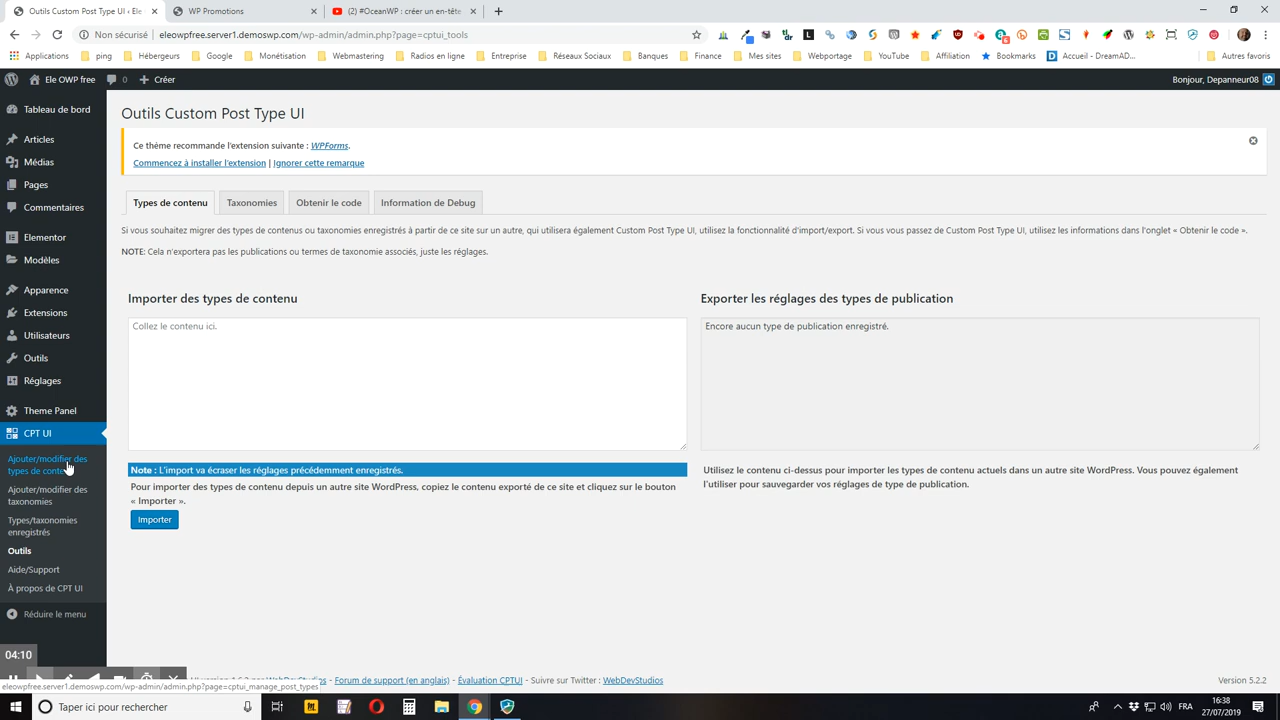 Outils Custom Post Type UI ‹ Ele
WP Promotions
(2) #OceanWP : créer un en-tête
Non sécurisé | eleowpfree.server1.demoswp.com/wp-admin/admin.php?page=cptui_tools
Applications
ping
Hébergeurs
Google
Monétisation
Webmastering
Radios en ligne
Entreprise
Réseaux Sociaux
Banques
Finance
Mes sites
Webportage
YouTube
Affiliation
Bookmarks
Accueil - DreamAD...
Autres favoris
Ele OWP free
0
Créer
Bonjour, Depanneur08
Tableau de bord
Articles
Médias
Pages
Commentaires
Elementor
Modèles
Apparence
Extensions
Utilisateurs
Outils
Réglages
Theme Panel
CPT UI
Ajouter/modifier des
types de conte
Ajouter/modifier des
taxonomies
Types/taxonomies
enregistrés
Outils
Aide/Support
À propos de CPT UI
Réduire le menu
04:10
Outils Custom Post Type UI
Ce thème recommande l'extension suivante : WPForms.
Commencez à installer l'extension | Ignorer cette remarque
Types de contenu
Taxonomies
Obtenir le code
Information de Debug
Si vous souhaitez migrer des types de contenus ou taxonomies enregistrés à partir de ce site sur un autre, qui utilisera également Custom Post Type UI, utilisez la fonctionnalité d'import/export. Si vous vous passez de Custom Post Type UI, utilisez les informations dans l'onglet « Obtenir le code ».
NOTE: Cela n'exportera pas les publications ou termes de taxonomie associés, juste les réglages.
Importer des types de contenu
Collez le contenu ici.
Note : L'import va écraser les réglages précédemment enregistrés.
Pour importer des types de contenu depuis un autre site WordPress, copiez le contenu exporté de ce site et cliquez sur le bouton
« Importer ».
Importer
Exporter les réglages des types de publication
Encore aucun type de publication enregistré.
Utilisez le contenu ci-dessus pour importer les types de contenu actuels dans un autre site WordPress. Vous pouvez également
l'utiliser pour sauvegarder vos réglages de type de publication.
WebDevStudios - Forum de support (en anglais) - Évaluation CPTUI - Suivre sur Twitter : WebDevStudios
Version 5.2.2
eleowpfree.server1.demoswp.com/wp-admin/admin.php?page=cptui_manage_post_types
Taper ici pour rechercher
FRA
16:38
27/07/2019